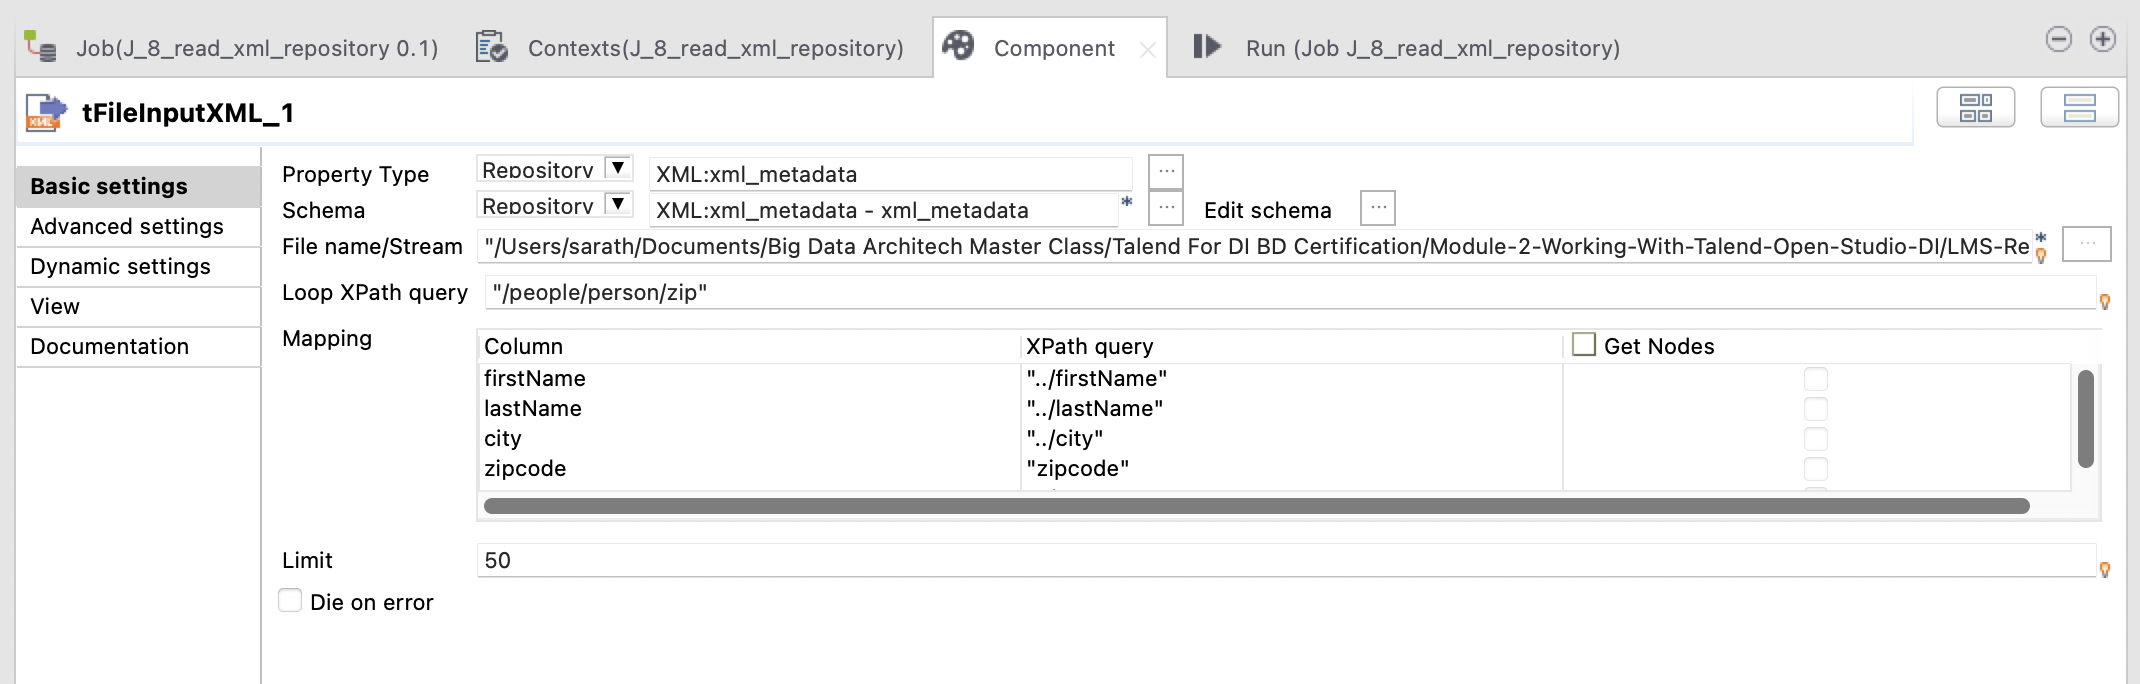 Job(J_8_read_xml_repository 0.1) Contexts(J_8_read_xml_repository) Component Run (Job J_8_read_xml_repository)
XML tFileInputXML_1
Basic settings
Advanced settings
Dynamic settings
View
Documentation
Property Type Repository XML:xml_metadata ...
Schema Repository XML:xml_metadata - xml_metadata * ... Edit schema ...
File name/Stream "/Users/sarath/Documents/Big Data Architech Master Class/Talend For DI BD Certification/Module-2-Working-With-Talend-Open-Studio-DI/LMS-Re * ...
Loop XPath query "/people/person/zip"
Mapping
Column XPath query Get Nodes
firstName "../firstName"
lastName "../lastName"
city "../city"
zipcode "zipcode"
Limit 50
Die on error